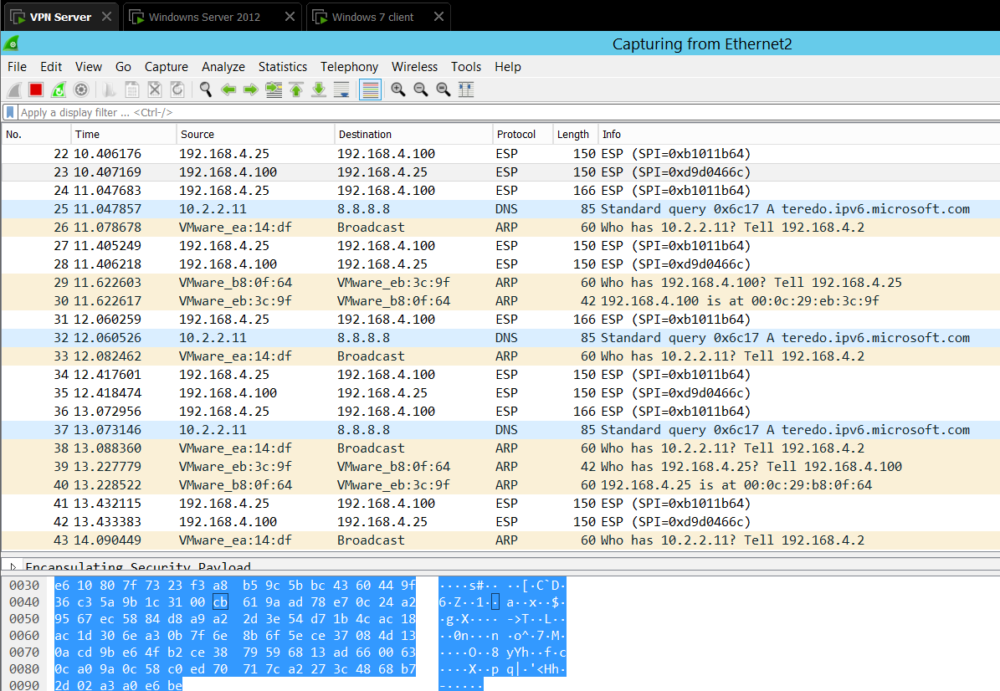 VPN Server Windowns Server 2012 Windows 7 client
Capturing from Ethernet2
File Edit View Go Capture Analyze Statistics Telephony Wireless Tools Help
Apply a display filter ... <Ctrl-/>
No. Time Source Destination Protocol Length Info
22 10.406176 192.168.4.25 192.168.4.100 ESP 150 ESP (SPI=0xb1011b64)
23 10.407169 192.168.4.100 192.168.4.25 ESP 150 ESP (SPI=0xd9d0466c)
24 11.047683 192.168.4.25 192.168.4.100 ESP 166 ESP (SPI=0xb1011b64)
25 11.047857 10.2.2.11 8.8.8.8 DNS 85 Standard query 0x6c17 A teredo.ipv6.microsoft.com
26 11.078678 VMware_ea:14:df Broadcast ARP 60 Who has 10.2.2.11? Tell 192.168.4.2
27 11.405249 192.168.4.25 192.168.4.100 ESP 150 ESP (SPI=0xb1011b64)
28 11.406218 192.168.4.100 192.168.4.25 ESP 150 ESP (SPI=0xd9d0466c)
29 11.622603 VMware_b8:0f:64 VMware_eb:3c:9f ARP 60 Who has 192.168.4.100? Tell 192.168.4.25
30 11.622617 VMware_eb:3c:9f VMware_b8:0f:64 ARP 42 192.168.4.100 is at 00:0c:29:eb:3c:9f
31 12.060259 192.168.4.25 192.168.4.100 ESP 166 ESP (SPI=0xb1011b64)
32 12.060526 10.2.2.11 8.8.8.8 DNS 85 Standard query 0x6c17 A teredo.ipv6.microsoft.com
33 12.082462 VMware_ea:14:df Broadcast ARP 60 Who has 10.2.2.11? Tell 192.168.4.2
34 12.417601 192.168.4.25 192.168.4.100 ESP 150 ESP (SPI=0xb1011b64)
35 12.418474 192.168.4.100 192.168.4.25 ESP 150 ESP (SPI=0xd9d0466c)
36 13.072956 192.168.4.25 192.168.4.100 ESP 166 ESP (SPI=0xb1011b64)
37 13.073146 10.2.2.11 8.8.8.8 DNS 85 Standard query 0x6c17 A teredo.ipv6.microsoft.com
38 13.088360 VMware_ea:14:df Broadcast ARP 60 Who has 10.2.2.11? Tell 192.168.4.2
39 13.227779 VMware_eb:3c:9f VMware_b8:0f:64 ARP 42 Who has 192.168.4.25? Tell 192.168.4.100
40 13.228522 VMware_b8:0f:64 VMware_eb:3c:9f ARP 60 192.168.4.25 is at 00:0c:29:b8:0f:64
41 13.432115 192.168.4.25 192.168.4.100 ESP 150 ESP (SPI=0xb1011b64)
42 13.433383 192.168.4.100 192.168.4.25 ESP 150 ESP (SPI=0xd9d0466c)
43 14.090449 VMware_ea:14:df Broadcast ARP 60 Who has 10.2.2.11? Tell 192.168.4.2
Encapsulating Security Payload
0030 e6 10 80 7f 73 23 f3 a8 b5 9c 5b bc 43 60 44 9f ····s#·· ··[·C`D·
0040 36 c3 5a 9b 1c 31 00 cb 61 9a ad 78 e7 0c 24 a2 6·Z··1·· a··x··$·
0050 95 67 ec 58 84 d8 a9 a2 2d 3e 54 d7 1b 4c ac 18 ·g·X···· ->T··L··
0060 ac 1d 30 6e a3 0b 7f 6e 8b 6f 5e ce 37 08 4d 13 ··0n···n ·o^·7·M·
0070 0a cd 9b e6 4f b2 ce 38 79 59 68 13 ad 66 00 63 ····O··8 yYh··f·c
0080 0c a0 9a 0c 58 c0 ed 70 71 7c a2 27 3c 48 68 b7 ····X··p q|·'<Hh·
0090 2d 02 a3 a0 e6 be -·····